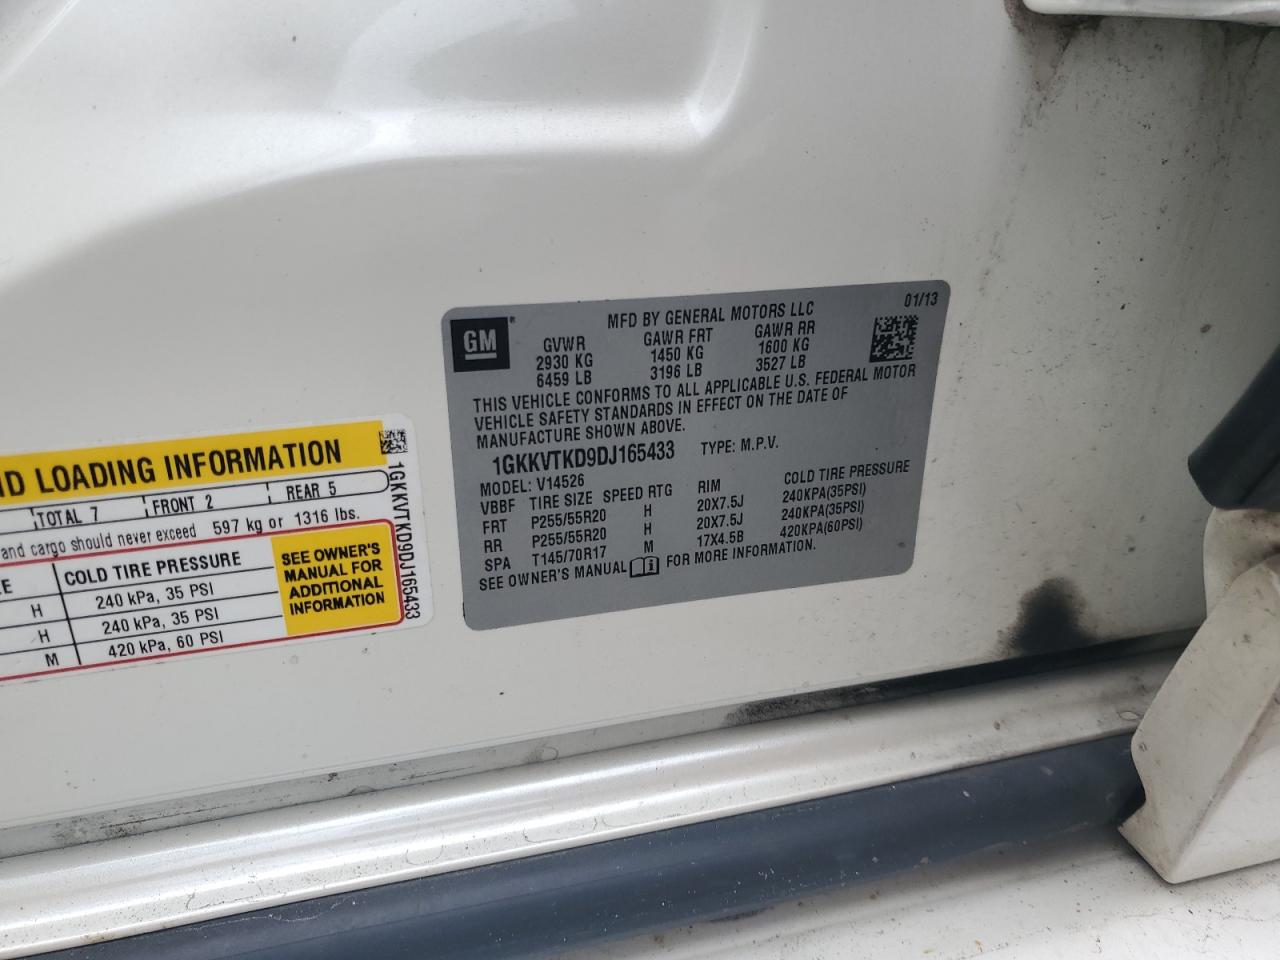 GM ®
MFD BY GENERAL MOTORS LLC 01/13
GVWR GAWR FRT GAWR RR
2930 KG 1450 KG 1600 KG
6459 LB 3196 LB 3527 LB
THIS VEHICLE CONFORMS TO ALL APPLICABLE U.S. FEDERAL MOTOR
VEHICLE SAFETY STANDARDS IN EFFECT ON THE DATE OF
MANUFACTURE SHOWN ABOVE.
1GKKVTKD9DJ165433 TYPE: M.P.V.
MODEL: V14526
VBBF TIRE SIZE SPEED RTG RIM COLD TIRE PRESSURE
FRT P255/55R20 H 20X7.5J 240KPA(35PSI)
RR P255/55R20 H 20X7.5J 240KPA(35PSI)
SPA T145/70R17 M 17X4.5B 420KPA(60PSI)
SEE OWNER'S MANUAL i FOR MORE INFORMATION.
ND LOADING INFORMATION
TOTAL 7 FRONT 2 REAR 5
and cargo should never exceed 597 kg or 1316 lbs.
ZE COLD TIRE PRESSURE
H 240 kPa, 35 PSI
H 240 kPa, 35 PSI
M 420 kPa, 60 PSI
SEE OWNER'S
MANUAL FOR
ADDITIONAL
INFORMATION
1GKKVTKD9DJ165433